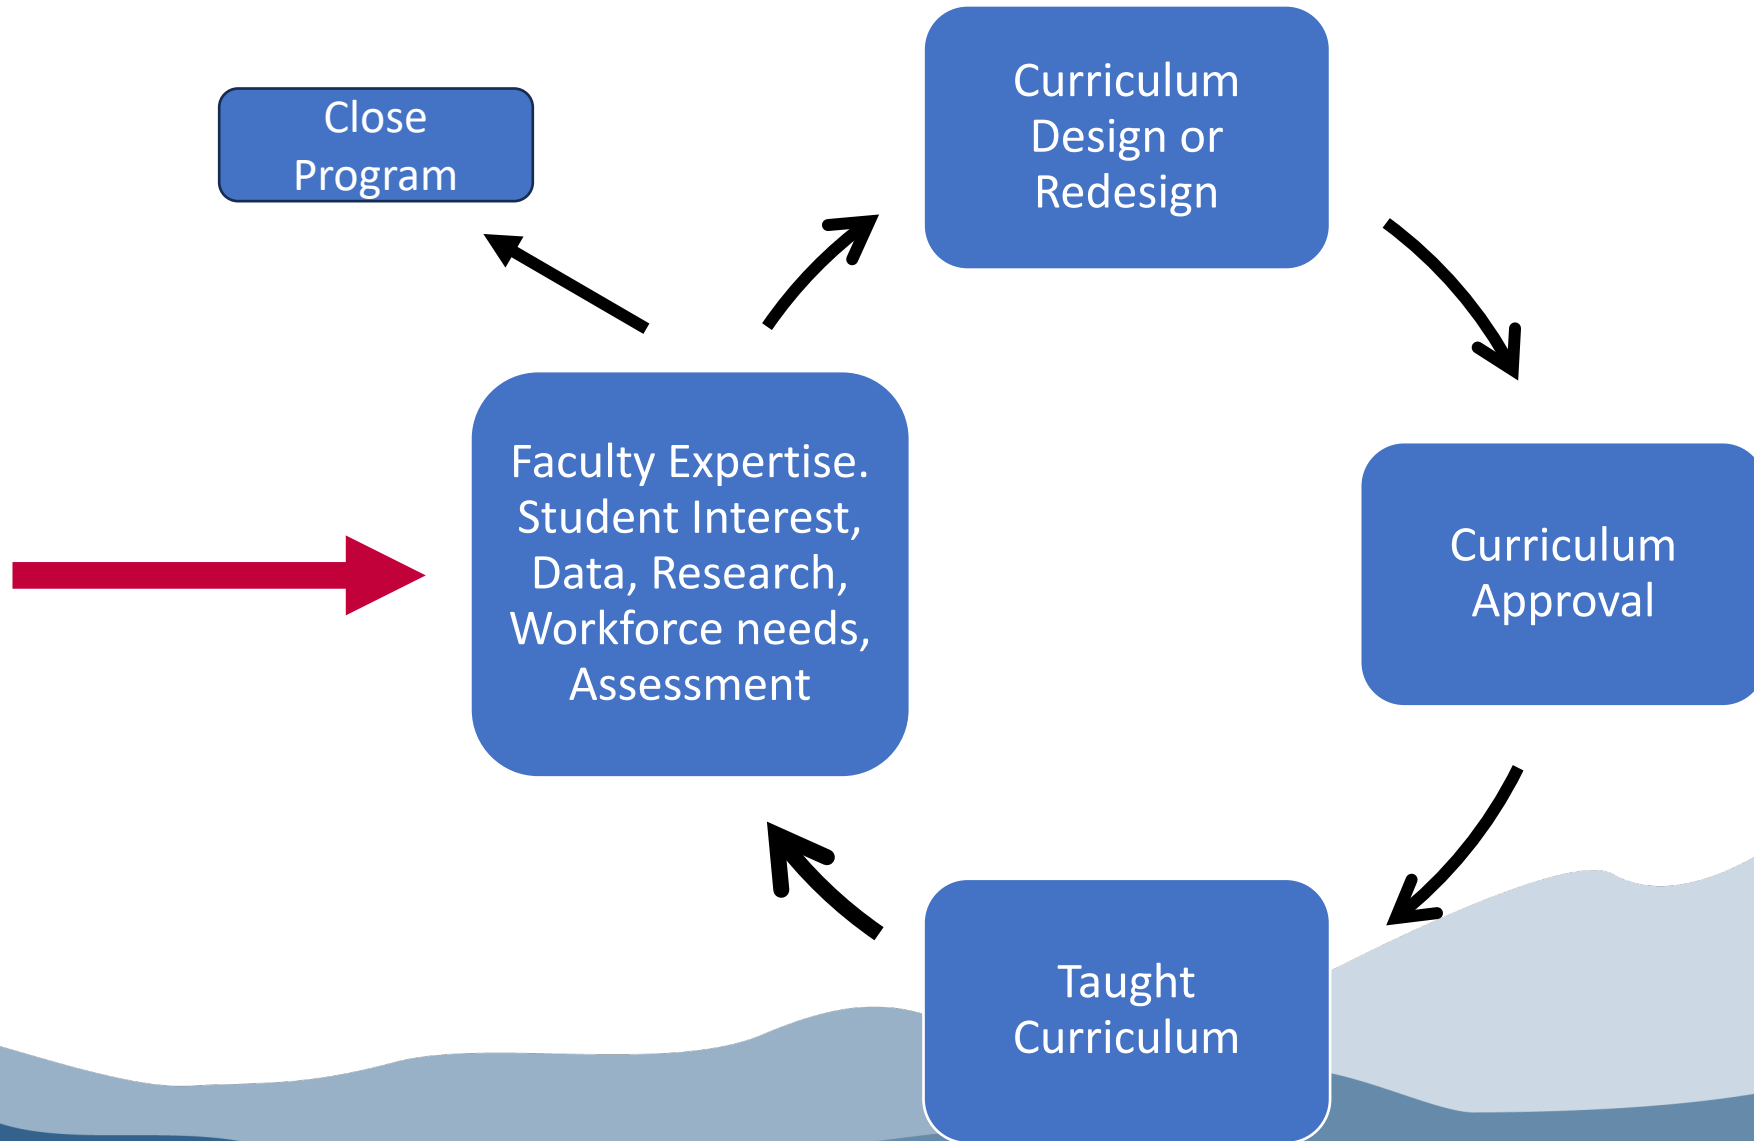 Close
Program
Curriculum
Design or
Redesign
Faculty Expertise.
Student Interest,
Data, Research,
Workforce needs,
Assessment
Curriculum
Approval
Taught
Curriculum